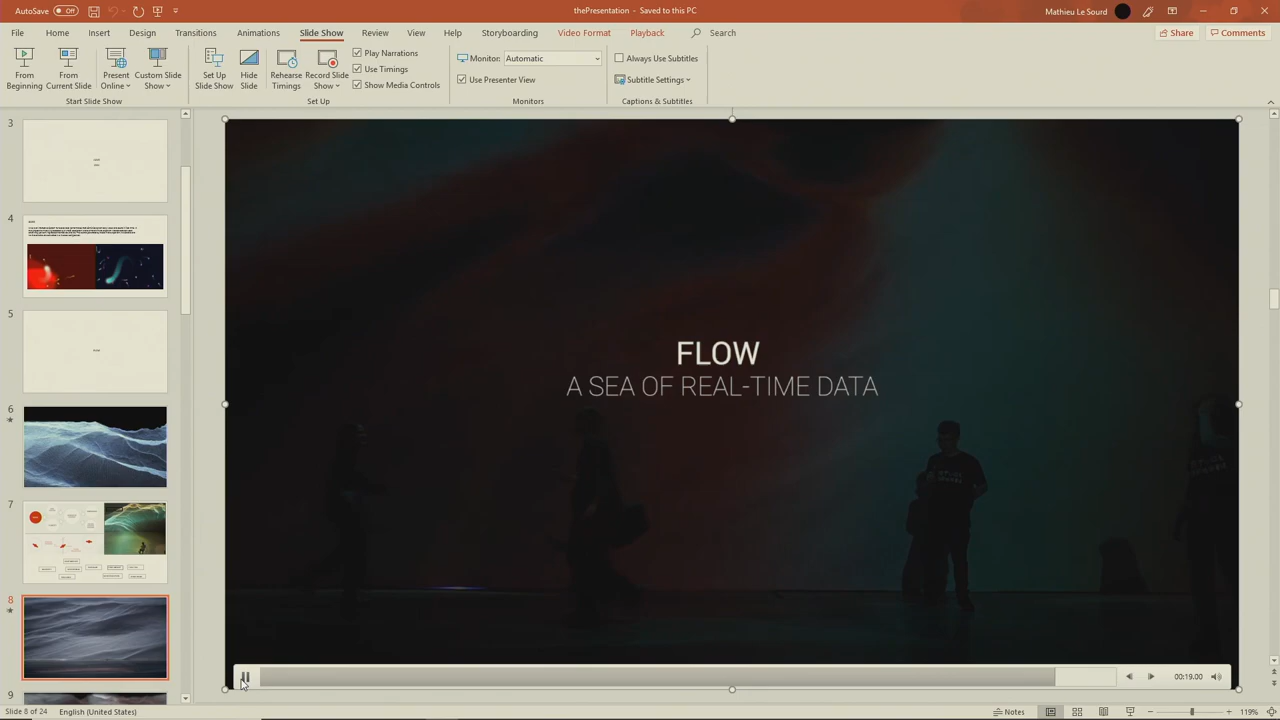 AutoSave Off
thePresentation - Saved to this PC
Mathieu Le Sourd
File Home Insert Design Transitions Animations Slide Show Review View Help Storyboarding Video Format Playback Search
Share Comments
From Beginning
From Current Slide
Present Online
Custom Slide Show
Start Slide Show
Set Up Slide Show
Hide Slide
Rehearse Timings
Record Slide Show
Play Narrations
Use Timings
Show Media Controls
Set Up
Monitor: Automatic
Use Presenter View
Monitors
Always Use Subtitles
Subtitle Settings
Captions & Subtitles
3
4
5
6
7
8
9
FLOW
A SEA OF REAL-TIME DATA
00:19.00
Slide 8 of 24 English (United States)
Notes
119%